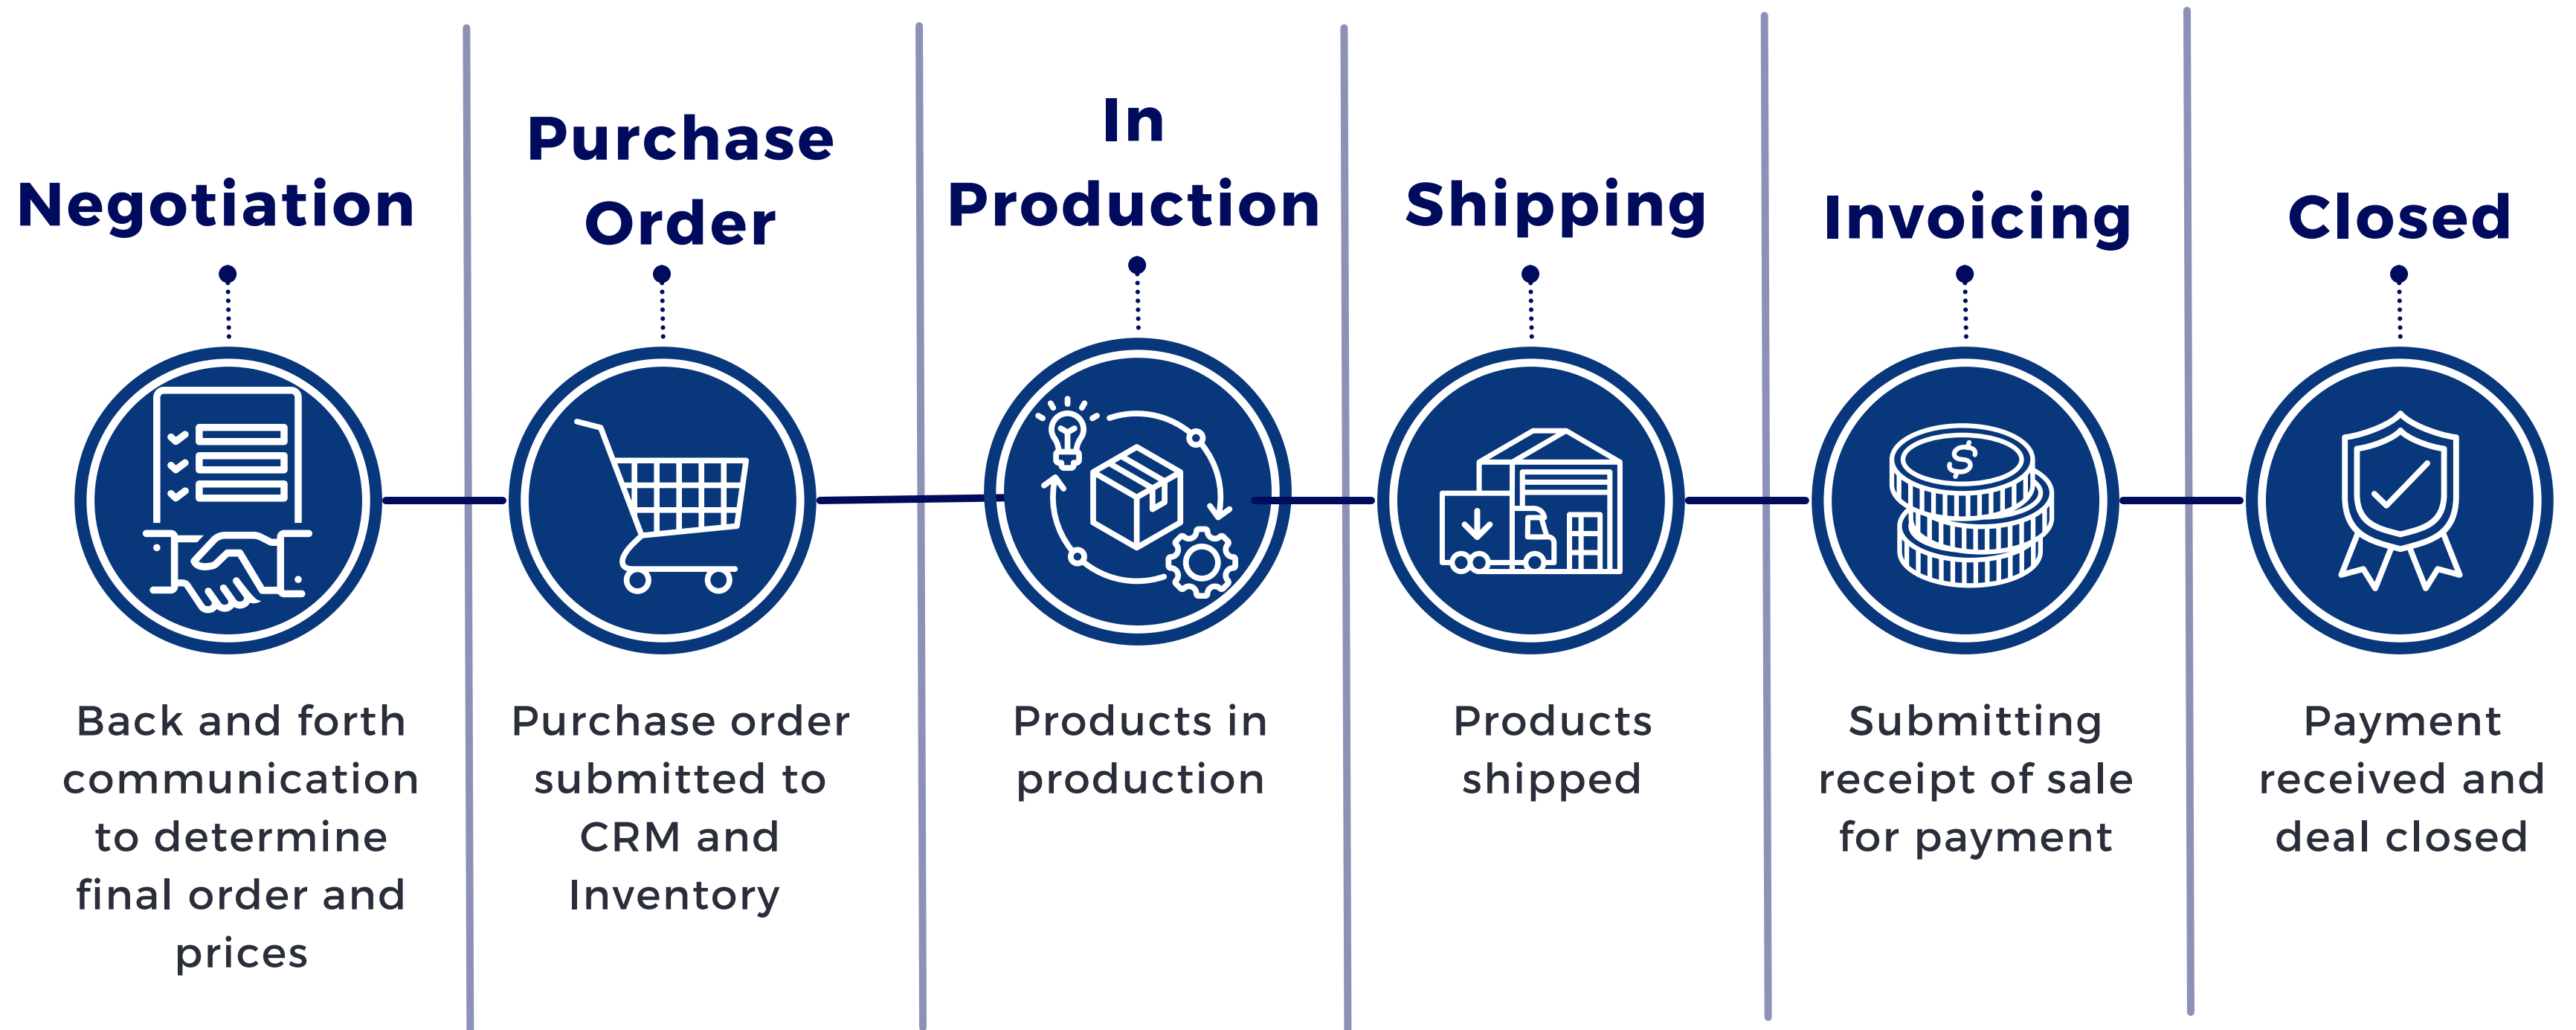 Negotiation
Back and forth
communication
to determine
final order and
prices
Purchase
Order
Purchase order
submitted to
CRM and
Inventory
In
Production
Products in
production
Shipping
Products
shipped
Invoicing
$
Submitting
receipt of sale
for payment
Closed
Payment
received and
deal closed